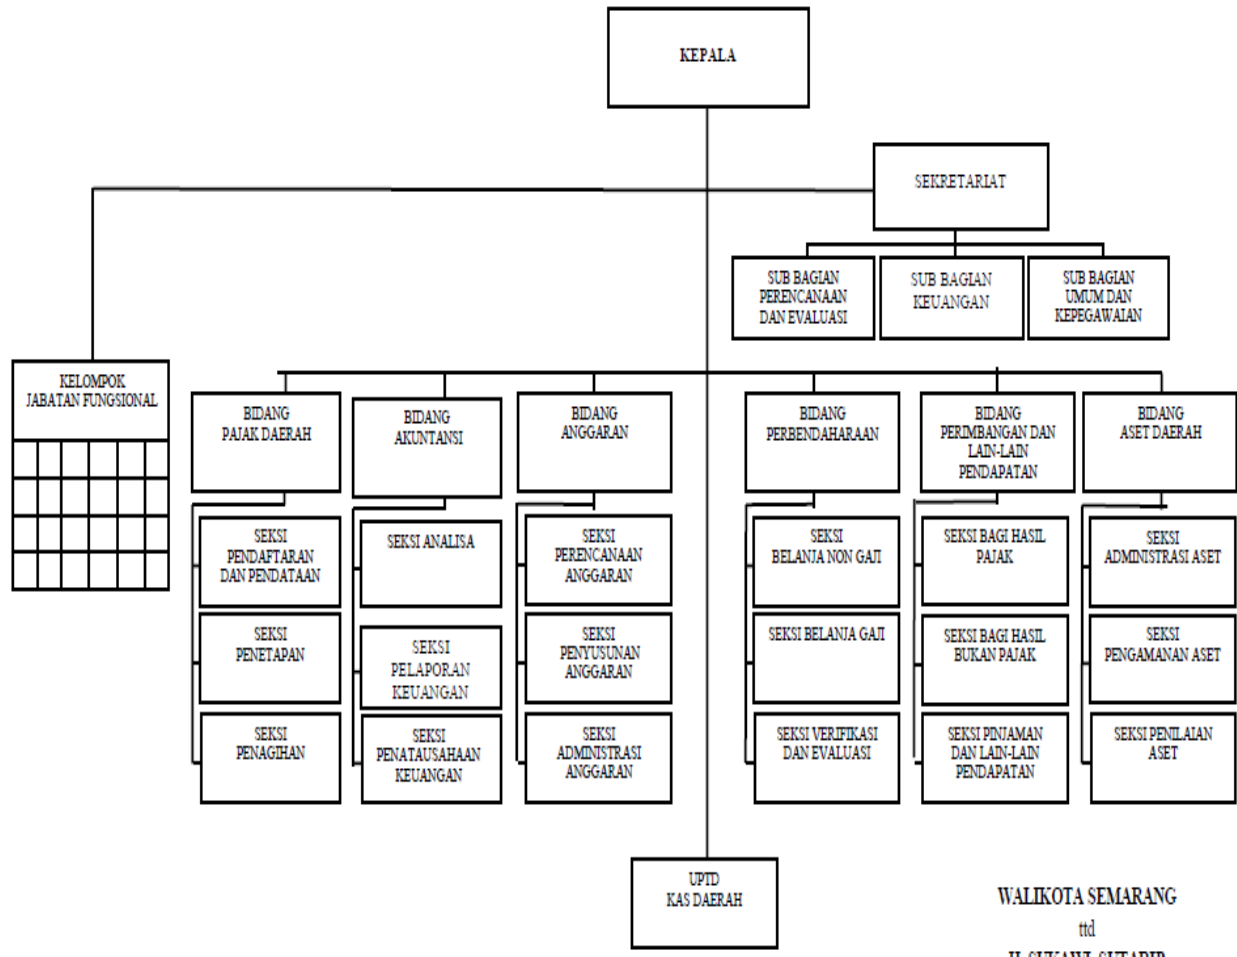 KEPALA
SEKRETARIAT
SUB BAGIAN
PERENCANAAN
DAN EVALUASI
SUB BAGIAN
KEUANGAN
SUB BAGIAN
UMUM DAN
KEPEGAWAIAN
KELOMPOK
JABATAN FUNGSIONAL
BIDANG
PAJAK DAERAH
BIDANG
AKUNTANSI
BIDANG
ANGGARAN
BIDANG
PERBENDAHARAAN
BIDANG
PERIMBANGAN DAN
LAIN-LAIN
PENDAPATAN
BIDANG
ASET DAERAH
SEKSI
PENDAFTARAN
DAN PENDATAAN
SEKSI ANALISA
SEKSI
PERENCANAAN
ANGGARAN
SEKSI
BELANJA NON GAJI
SEKSI BAGI HASIL
PAJAK
SEKSI
ADMINISTRASI ASET
SEKSI
PENETAPAN
SEKSI
PELAPORAN
KEUANGAN
SEKSI
PENYUSUNAN
ANGGARAN
SEKSI BELANJA GAJI
SEKSI BAGI HASIL
BUKAN PAJAK
SEKSI
PENGAMANAN ASET
SEKSI
PENAGIHAN
SEKSI
PENATAUSAHAAN
KEUANGAN
SEKSI
ADMINISTRASI
ANGGARAN
SEKSI VERIFIKASI
DAN EVALUASI
SEKSI PINJAMAN
DAN LAIN-LAIN
PENDAPATAN
SEKSI PENILAIAN
ASET
UPTD
KAS DAERAH
WALIKOTA SEMARANG
ttd